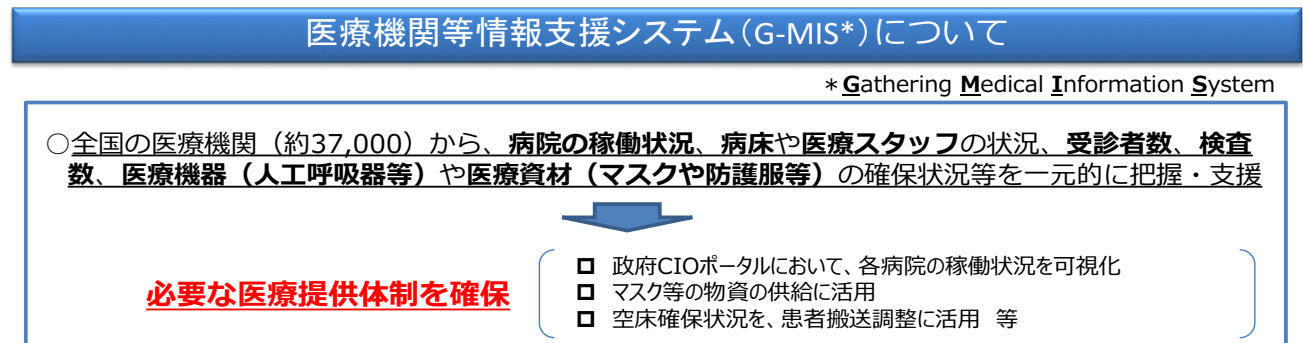 医療機関等情報支援システム（G-MIS*）について
＊Gathering Medical Information System
○全国の医療機関（約37,000）から、病院の稼働状況、病床や医療スタッフの状況、受診者数、検査
数、医療機器（人工呼吸器等）や医療資材（マスクや防護服等）の確保状況等を一元的に把握・支援
必要な医療提供体制を確保
政府CIOポータルにおいて、各病院の稼働状況を可視化
マスク等の物資の供給に活用
空床確保状況を、患者搬送調整に活用 等